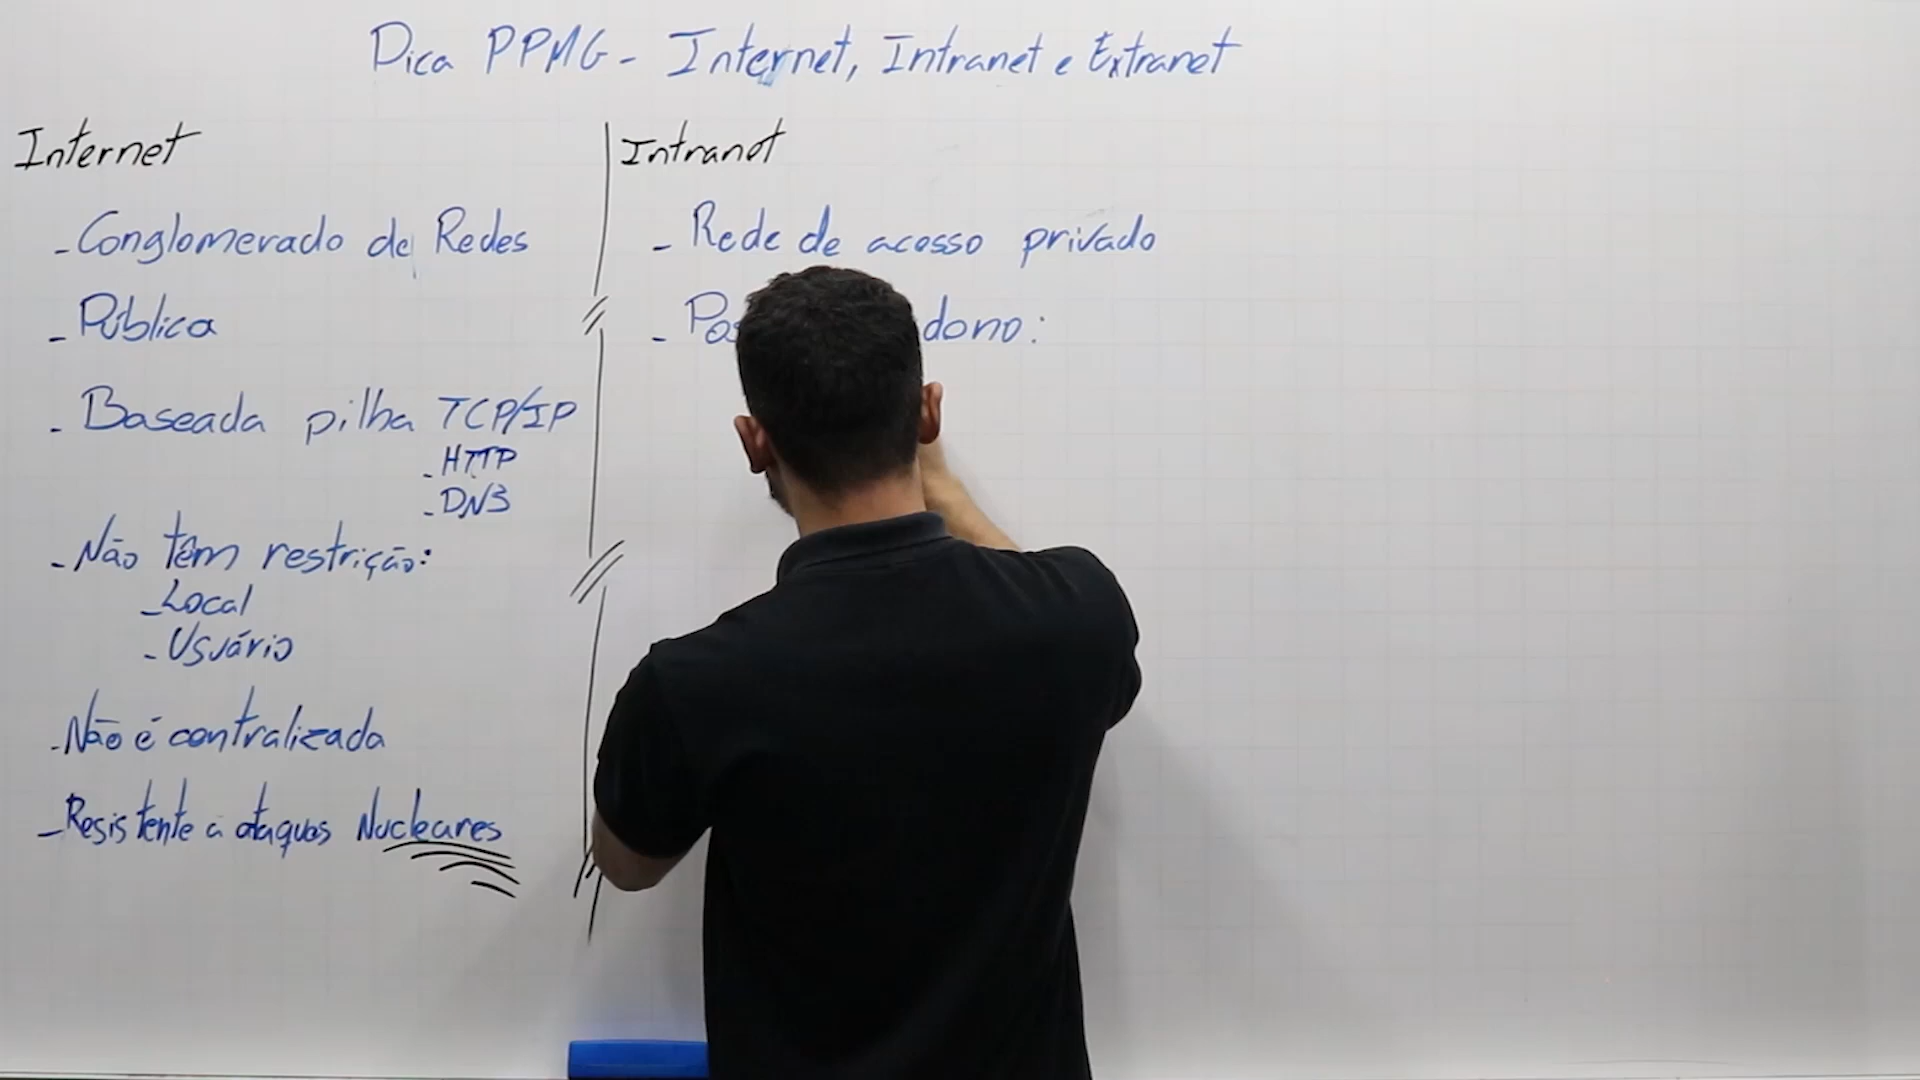 Dica PPMG - Internet, Intranet e Extranet
Internet
- Conglomerado de Redes
- Pública
- Baseada pilha TCP/IP
- HTTP
- DNS
- Não têm restrição:
- Local
- Usuário
- Não é centralizada
- Resistente a ataques Nucleares
Intranet
- Rede de acesso privado
- dono: